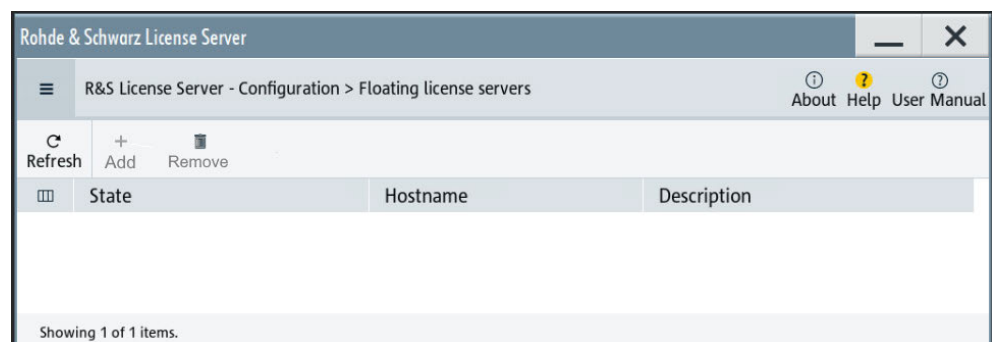 Rohde & Schwarz License Server
R&S License Server - Configuration > Floating license servers
About Help User Manual
Refresh Add Remove
State Hostname Description
Showing 1 of 1 items.